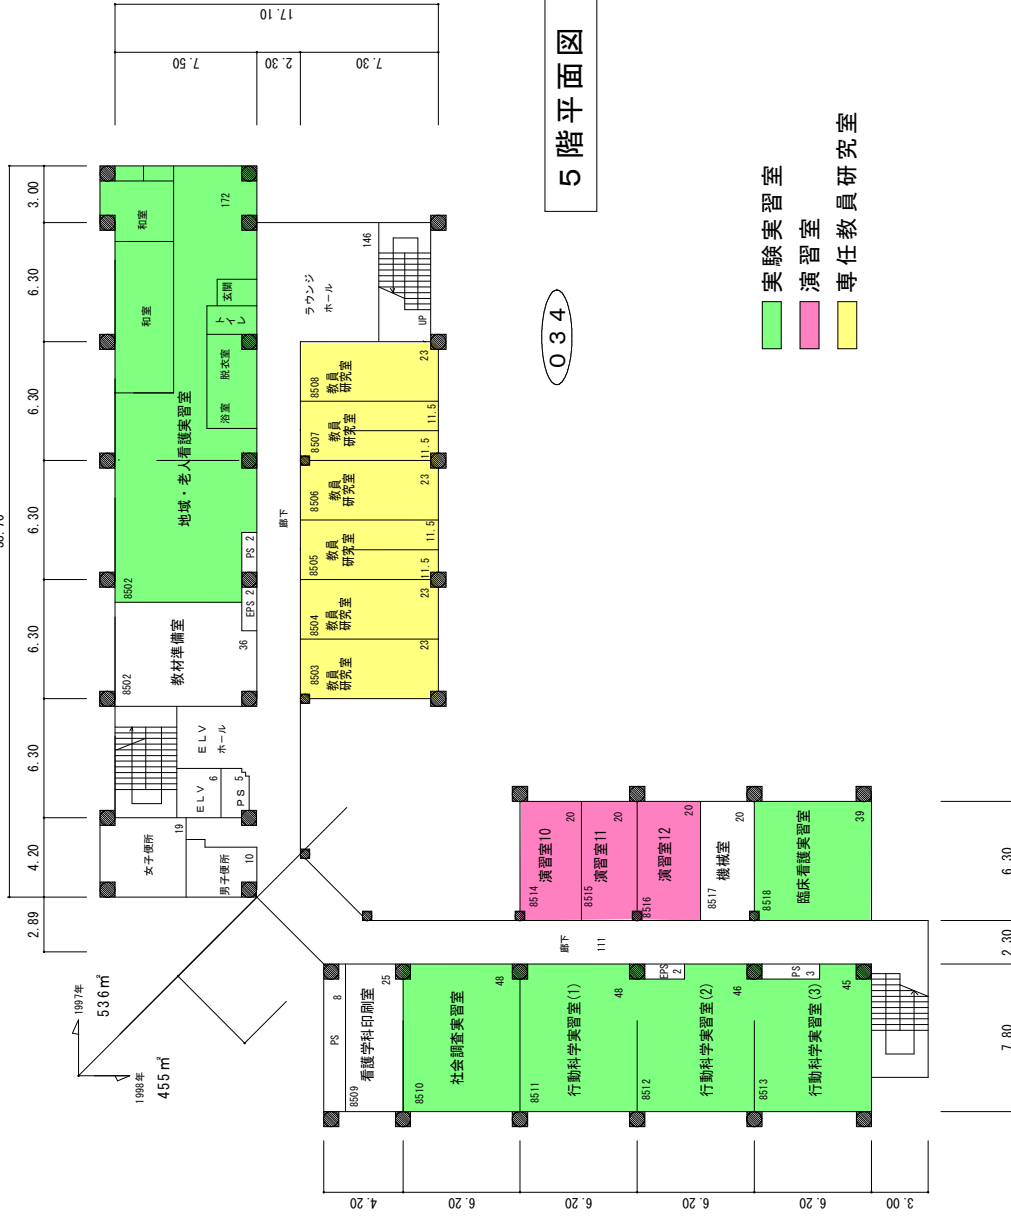 17.10
7.50
2.30
7.30
3.00
6.30
6.30
6.30
6.30
6.30
4.20
2.89
5階平面図
034
実験実習室
演習室
専任教員研究室
和室
和室
172
玄関
トイレ
脱衣室
浴室
地域・老人看護実習室
8502
PS 2
EPS 2
教材準備室
8502
36
ELV
ホール
ELV
6
PS 5
女子便所
19
男子便所
10
ラウンジ
ホール
146
UP
廊下
8508
教員
研究室
23
8507
教員
研究室
11.5
11.5
8506
教員
研究室
23
8505
教員
研究室
11.5
11.5
8504
教員
研究室
23
8503
教員
研究室
23
1997年
536㎡
1998年
455㎡
PS
8
8509
看護学科印刷室
25
8510
社会調査実習室
48
8511
行動科学実習室(1)
48
EPS
2
8512
行動科学実習室(2)
46
PS
3
8513
行動科学実習室(3)
45
廊下
111
8514
演習室10
20
8515
演習室11
20
8516
演習室12
20
8517
機械室
20
8518
臨床看護実習室
39
6.30
2.30
7.80
4.20
6.20
6.20
6.20
6.20
3.00